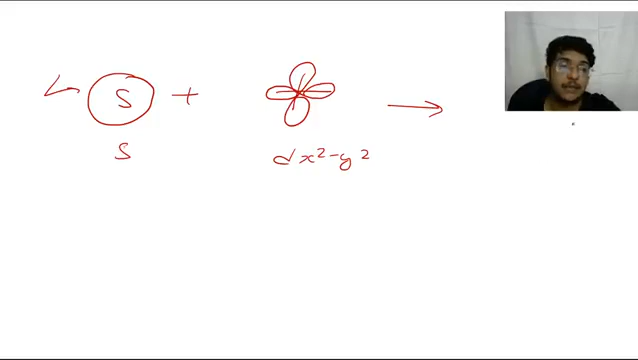 S + →
S dx²-y²